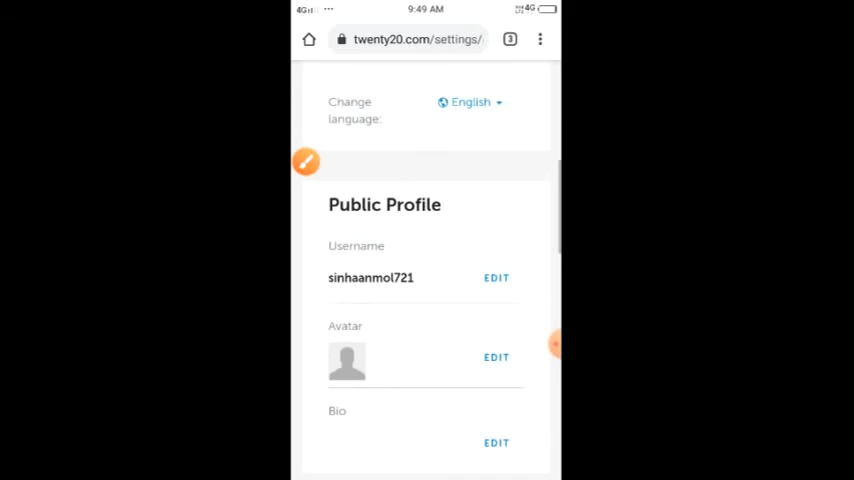 4G 9:49 AM 4G
twenty20.com/settings/ 3
Change
language:
English
Public Profile
Username
sinhaanmol721 EDIT
Avatar
EDIT
Bio
EDIT